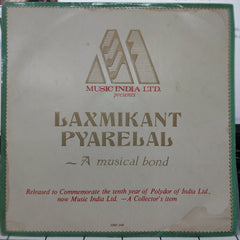 MUSIC INDIA LTD.
presents
LAXMIKANT
PYARELAL
~ A musical bond
Released to Commemorate the tenth year of Polydor of India Ltd.,
now Music India Ltd. —A Collector's item